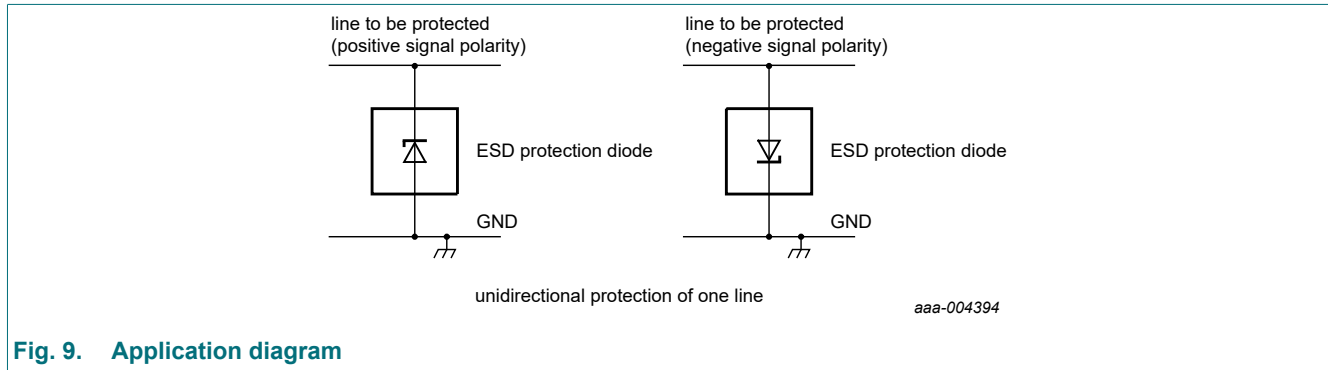 line to be protected
(positive signal polarity)
ESD protection diode
GND
line to be protected
(negative signal polarity)
ESD protection diode
GND
unidirectional protection of one line
aaa-004394
Fig. 9. Application diagram